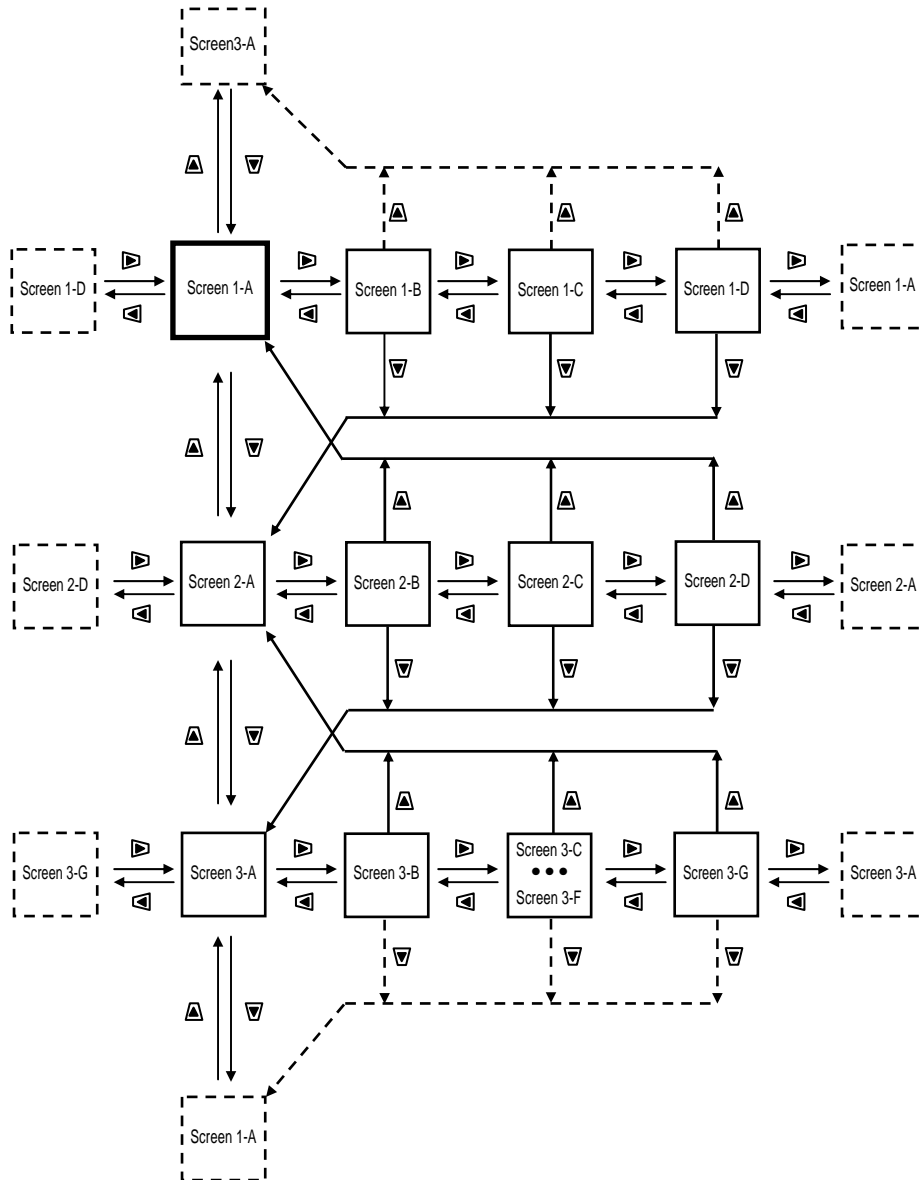 Screen3-A
Screen 1-D
Screen 1-A
Screen 1-B
Screen 1-C
Screen 1-D
Screen 1-A
Screen 2-D
Screen 2-A
Screen 2-B
Screen 2-C
Screen 2-D
Screen 2-A
Screen 3-G
Screen 3-A
Screen 3-B
Screen 3-C
•••
Screen 3-F
Screen 3-G
Screen 3-A
Screen 1-A